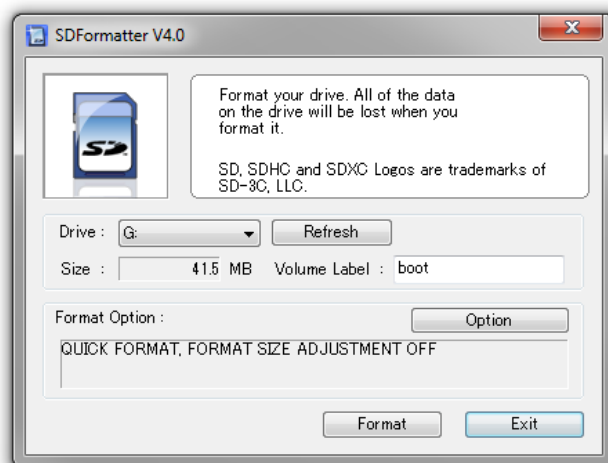 SDFormatter V4.0
Format your drive. All of the data
on the drive will be lost when you
format it.
SD, SDHC and SDXC Logos are trademarks of
SD-3C, LLC.
SD
Drive : G: Refresh
Size : 41.5 MB Volume Label : boot
Format Option :
Option
QUICK FORMAT, FORMAT SIZE ADJUSTMENT OFF
Format Exit